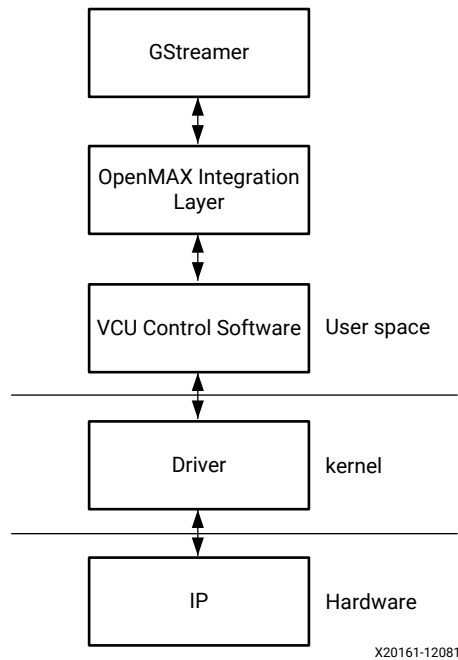 GStreamer
OpenMAX Integration
Layer
VCU Control Software
User space
Driver
kernel
IP
Hardware
X20161-12081